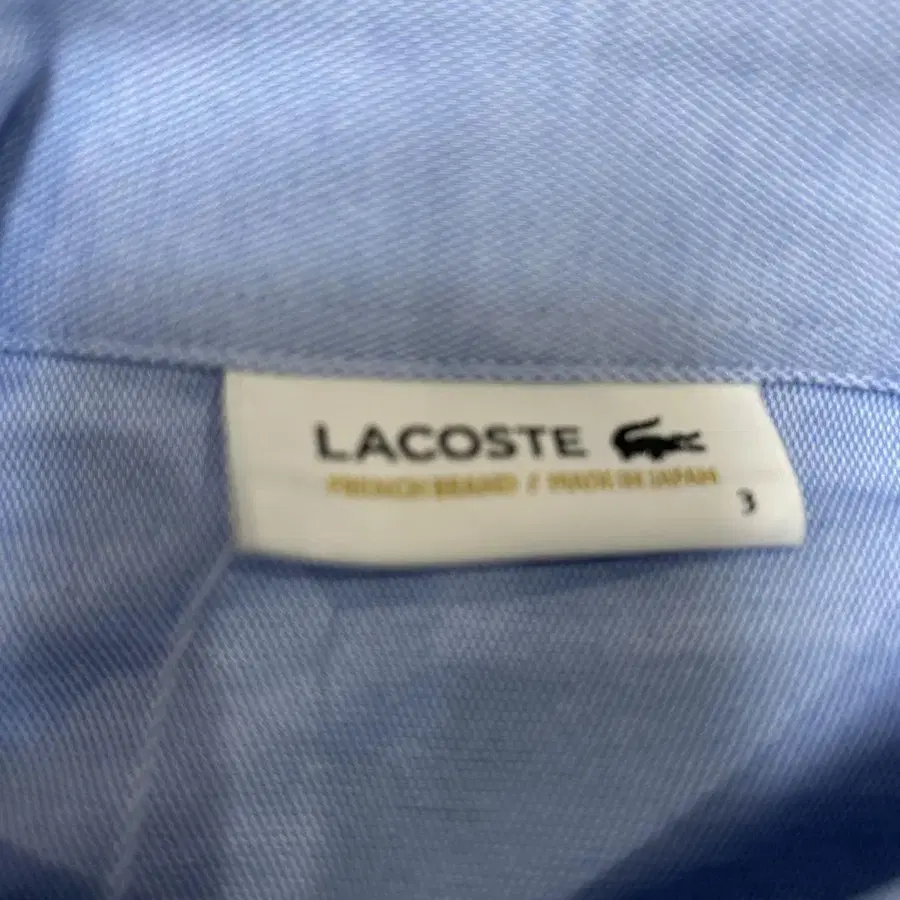 LACOSTE
FRENCH BRAND / MADE IN JAPAN
3